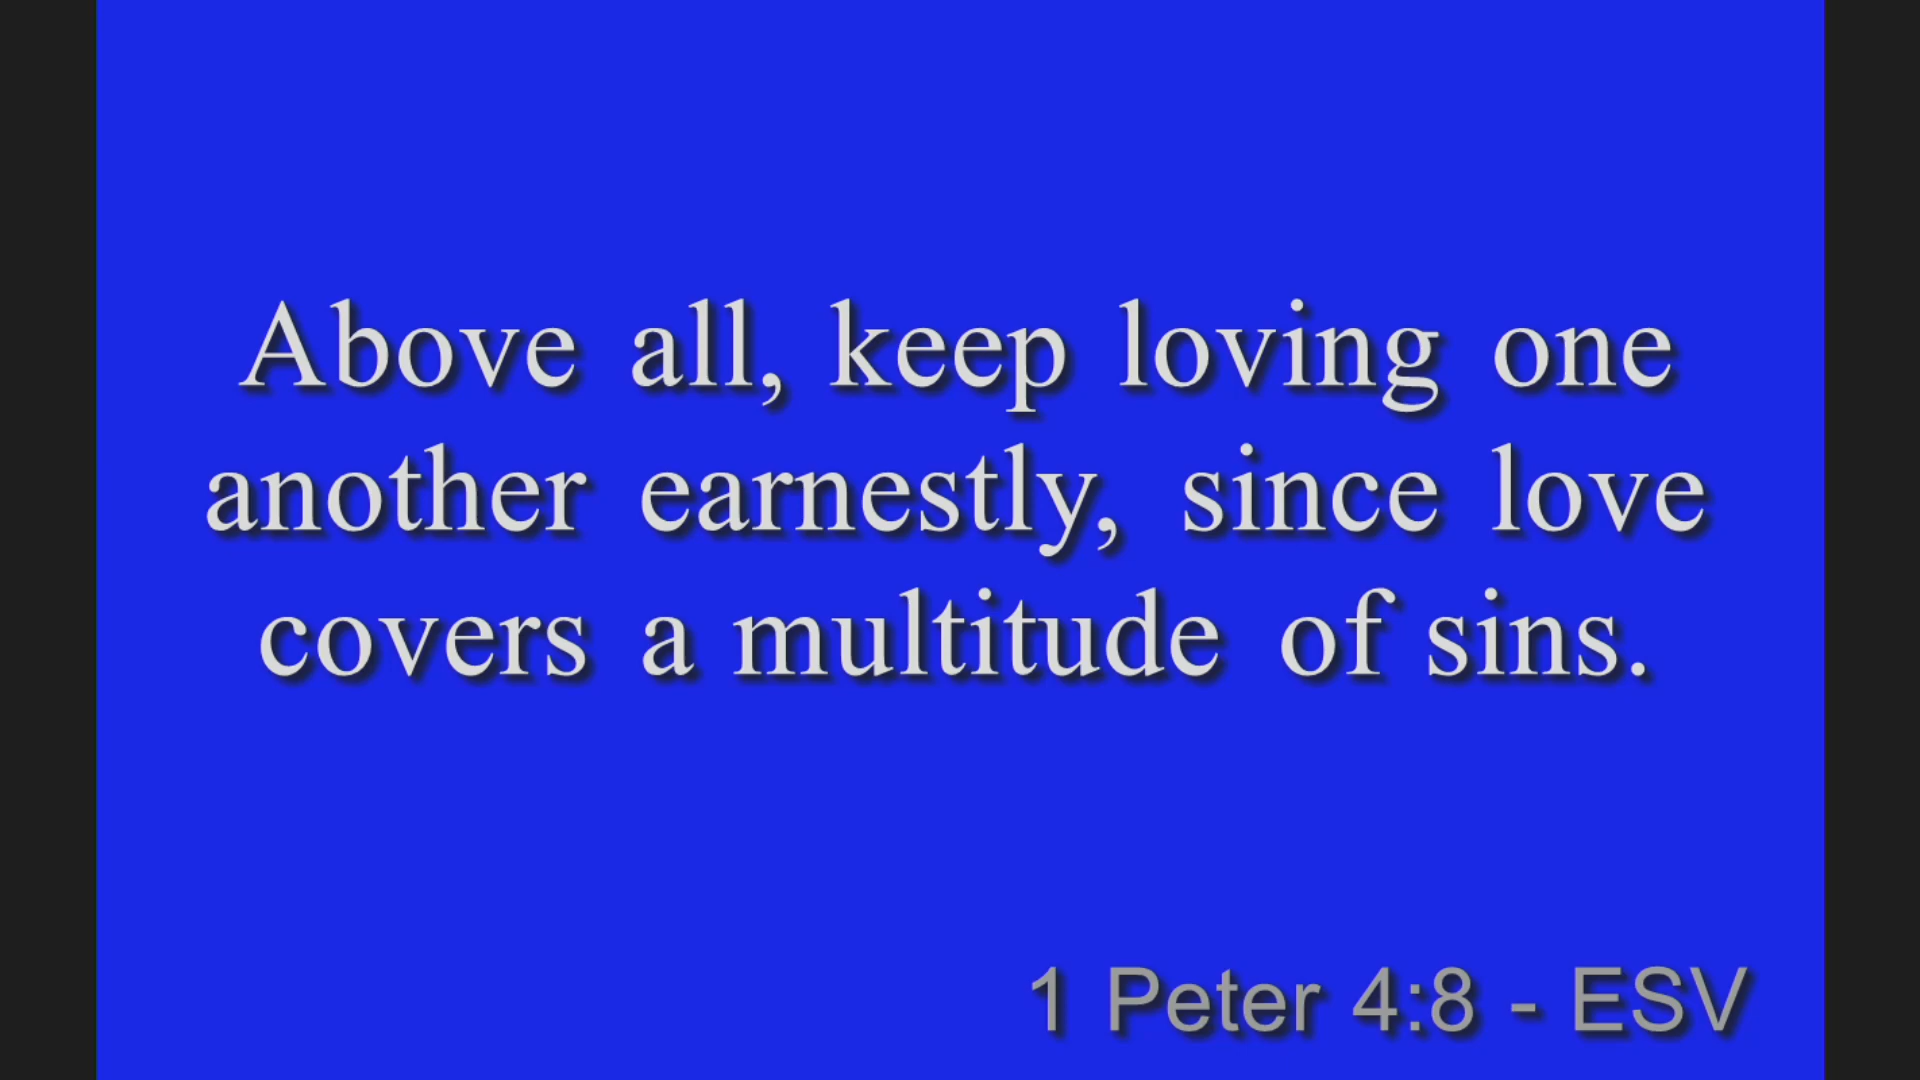 Above all, keep loving one
another earnestly, since love
covers a multitude of sins.
1 Peter 4:8 - ESV